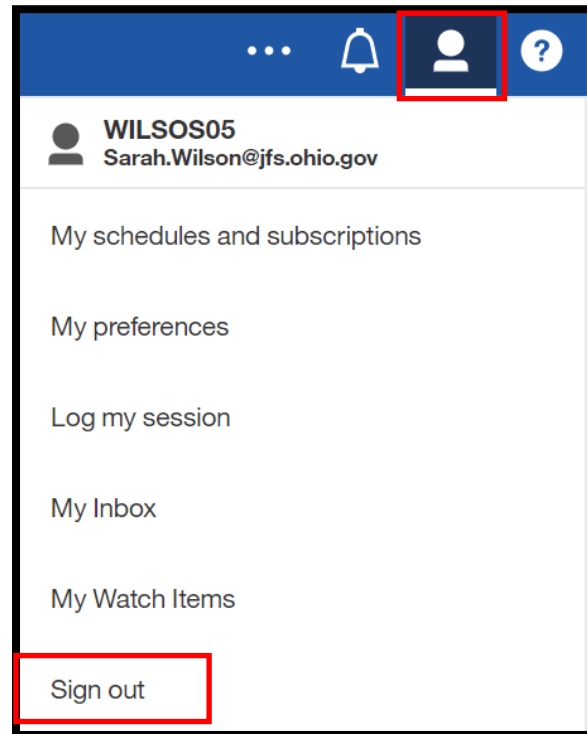 ?
WILSOS05
Sarah.Wilson@jfs.ohio.gov
My schedules and subscriptions
My preferences
Log my session
My Inbox
My Watch Items
Sign out